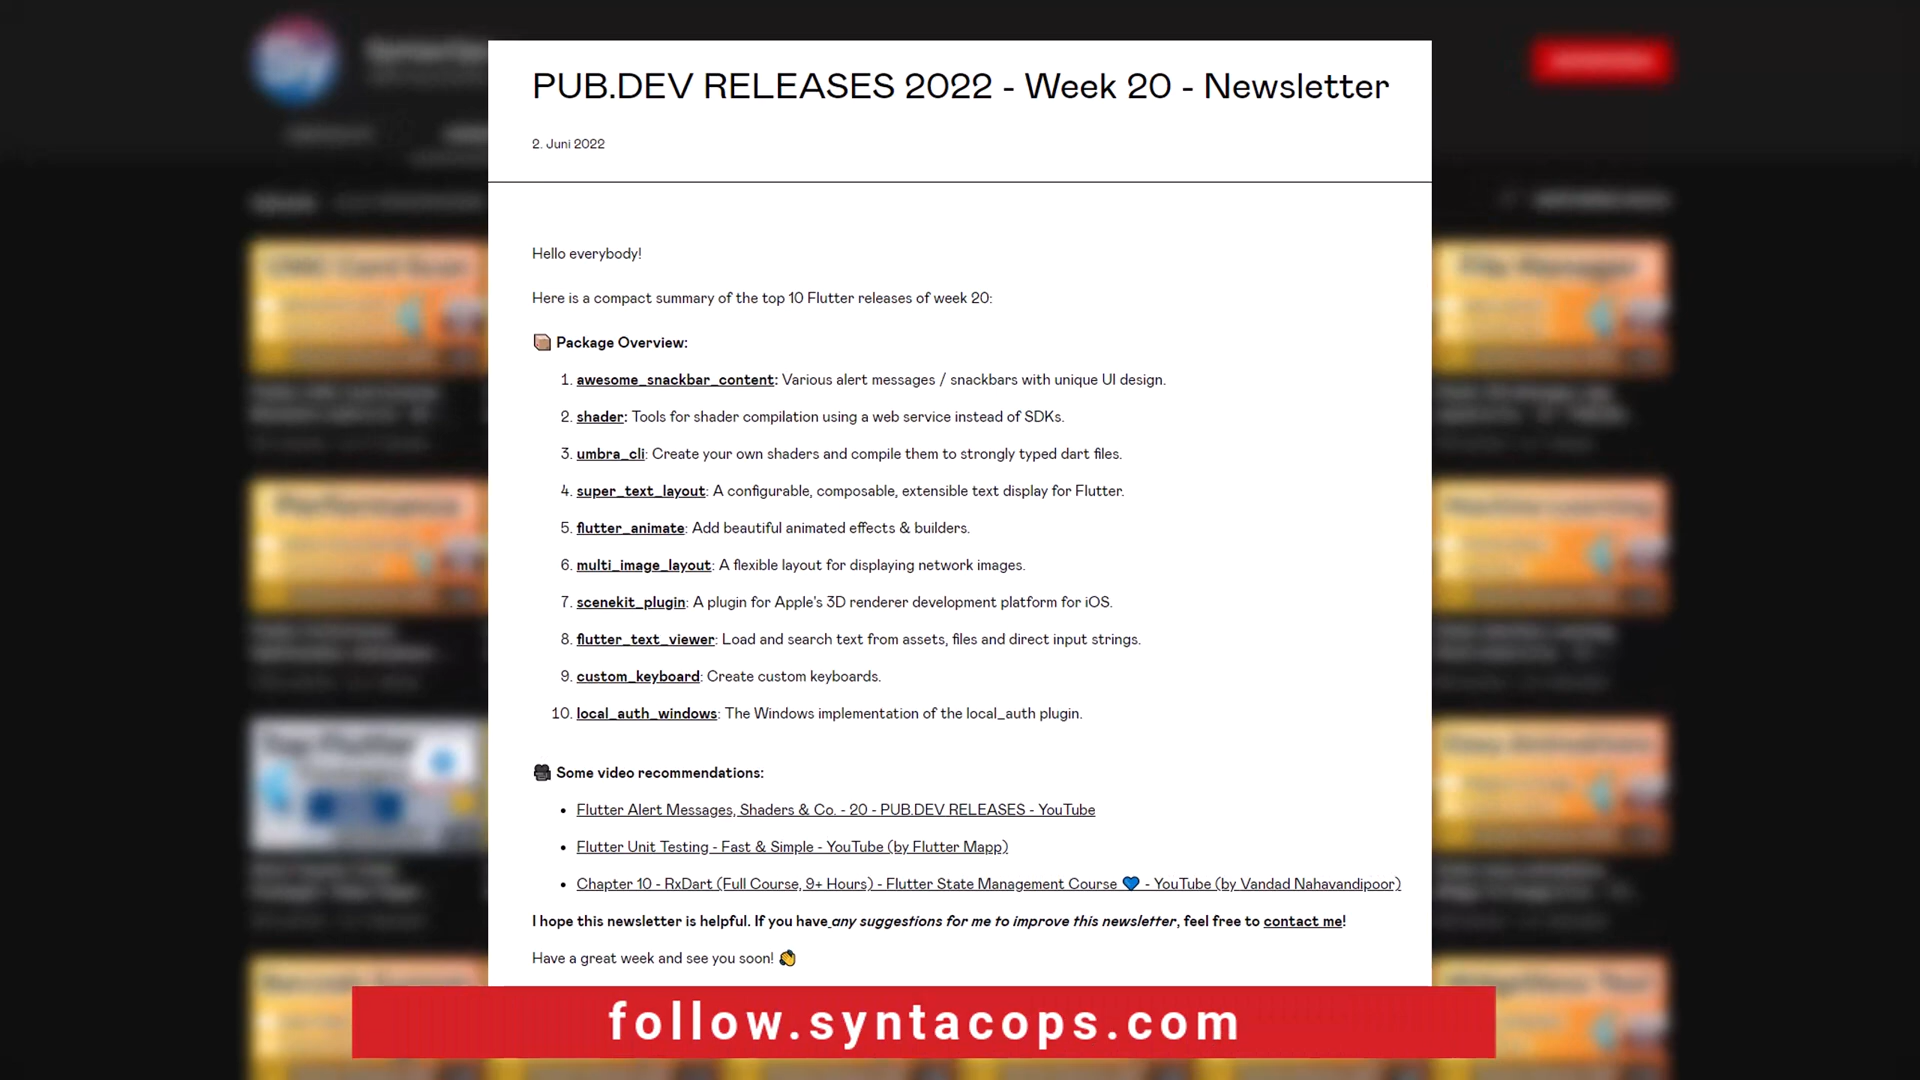 PUB.DEV RELEASES 2022 - Week 20 - Newsletter
2. Juni 2022
Hello everybody!
Here is a compact summary of the top 10 Flutter releases of week 20:
Package Overview:
1. awesome_snackbar_content: Various alert messages / snackbars with unique UI design.
2. shader: Tools for shader compilation using a web service instead of SDKs.
3. umbra_cli: Create your own shaders and compile them to strongly typed dart files.
4. super_text_layout: A configurable, composable, extensible text display for Flutter.
5. flutter_animate: Add beautiful animated effects & builders.
6. multi_image_layout: A flexible layout for displaying network images.
7. scenekit_plugin: A plugin for Apple's 3D renderer development platform for iOS.
8. flutter_text_viewer: Load and search text from assets, files and direct input strings.
9. custom_keyboard: Create custom keyboards.
10. local_auth_windows: The Windows implementation of the local_auth plugin.
Some video recommendations:
• Flutter Alert Messages, Shaders & Co. - 20 - PUB.DEV RELEASES - YouTube
• Flutter Unit Testing - Fast & Simple - YouTube (by Flutter Mapp)
• Chapter 10 - RxDart (Full Course, 9+ Hours) - Flutter State Management Course 💙 - YouTube (by Vandad Nahavandipoor)
I hope this newsletter is helpful. If you have any suggestions for me to improve this newsletter, feel free to contact me!
Have a great week and see you soon! 👏
follow.syntacops.com